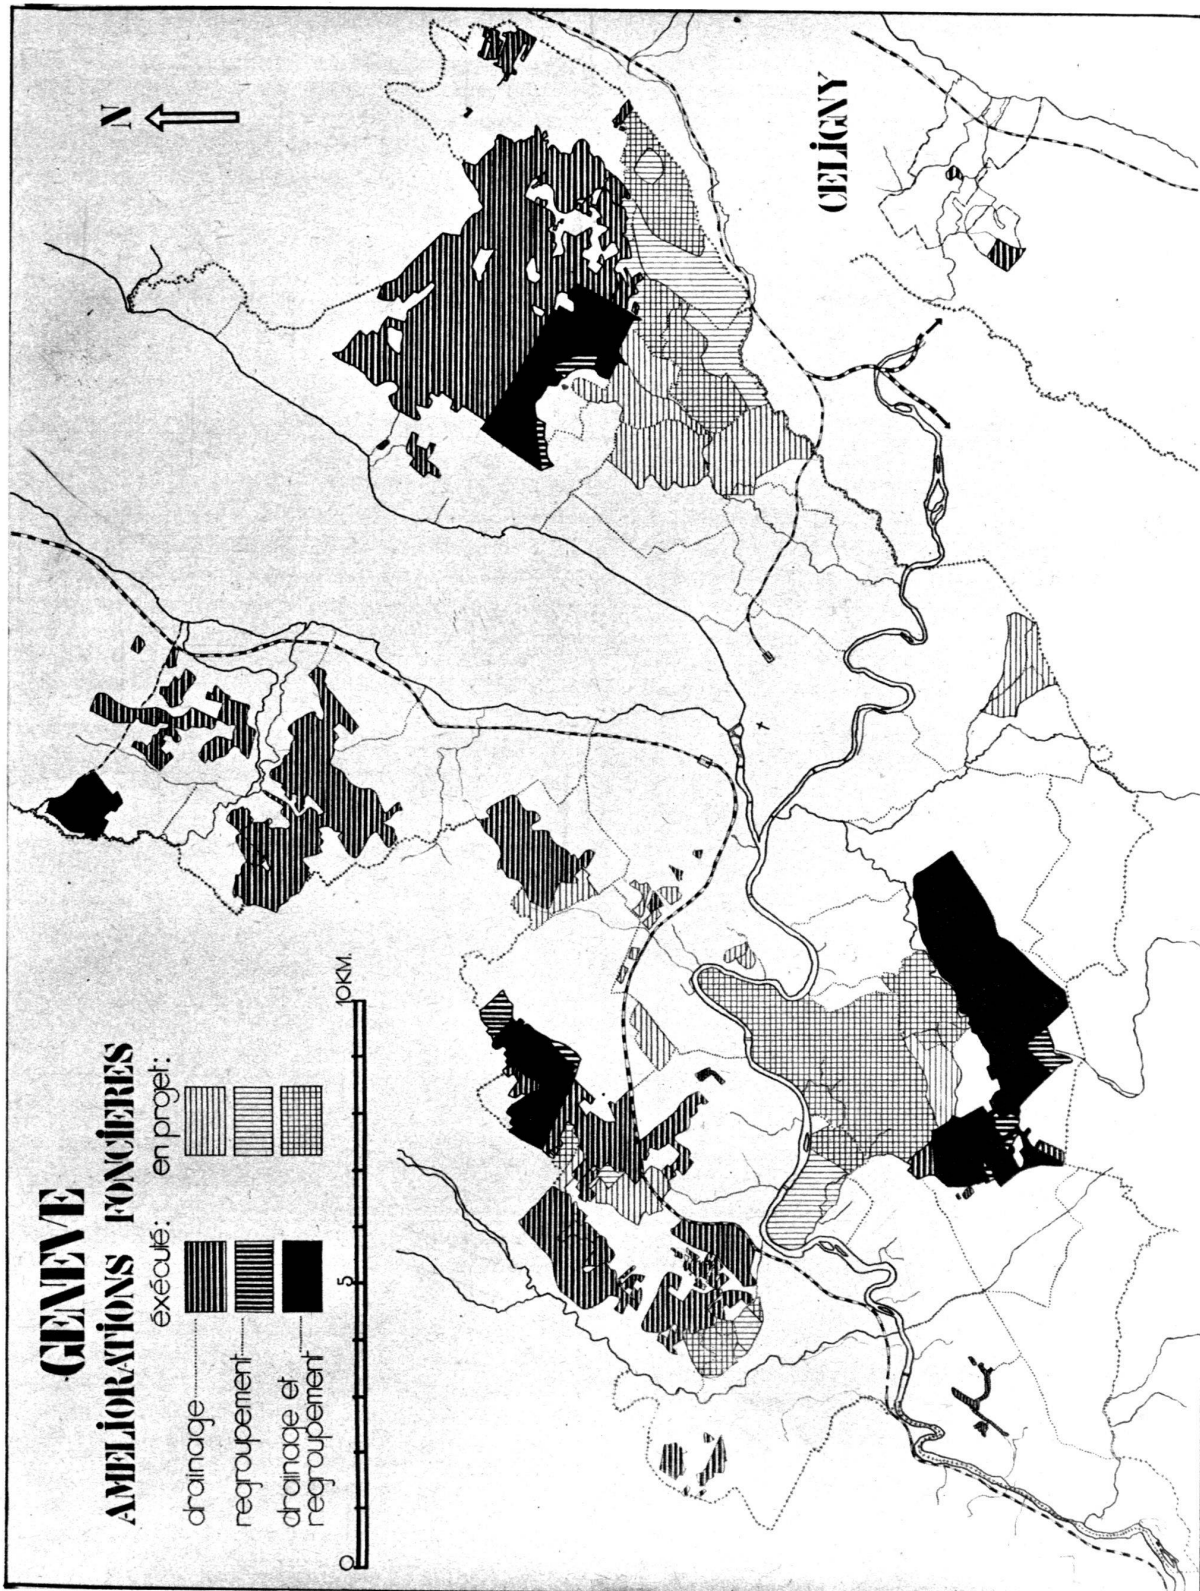 GENEVE
AMELIORATIONS FONCIERES
éxécuté: en projet:
drainage
regroupement
drainage et
regroupement
0 5 10KM.
N
CELIGNY